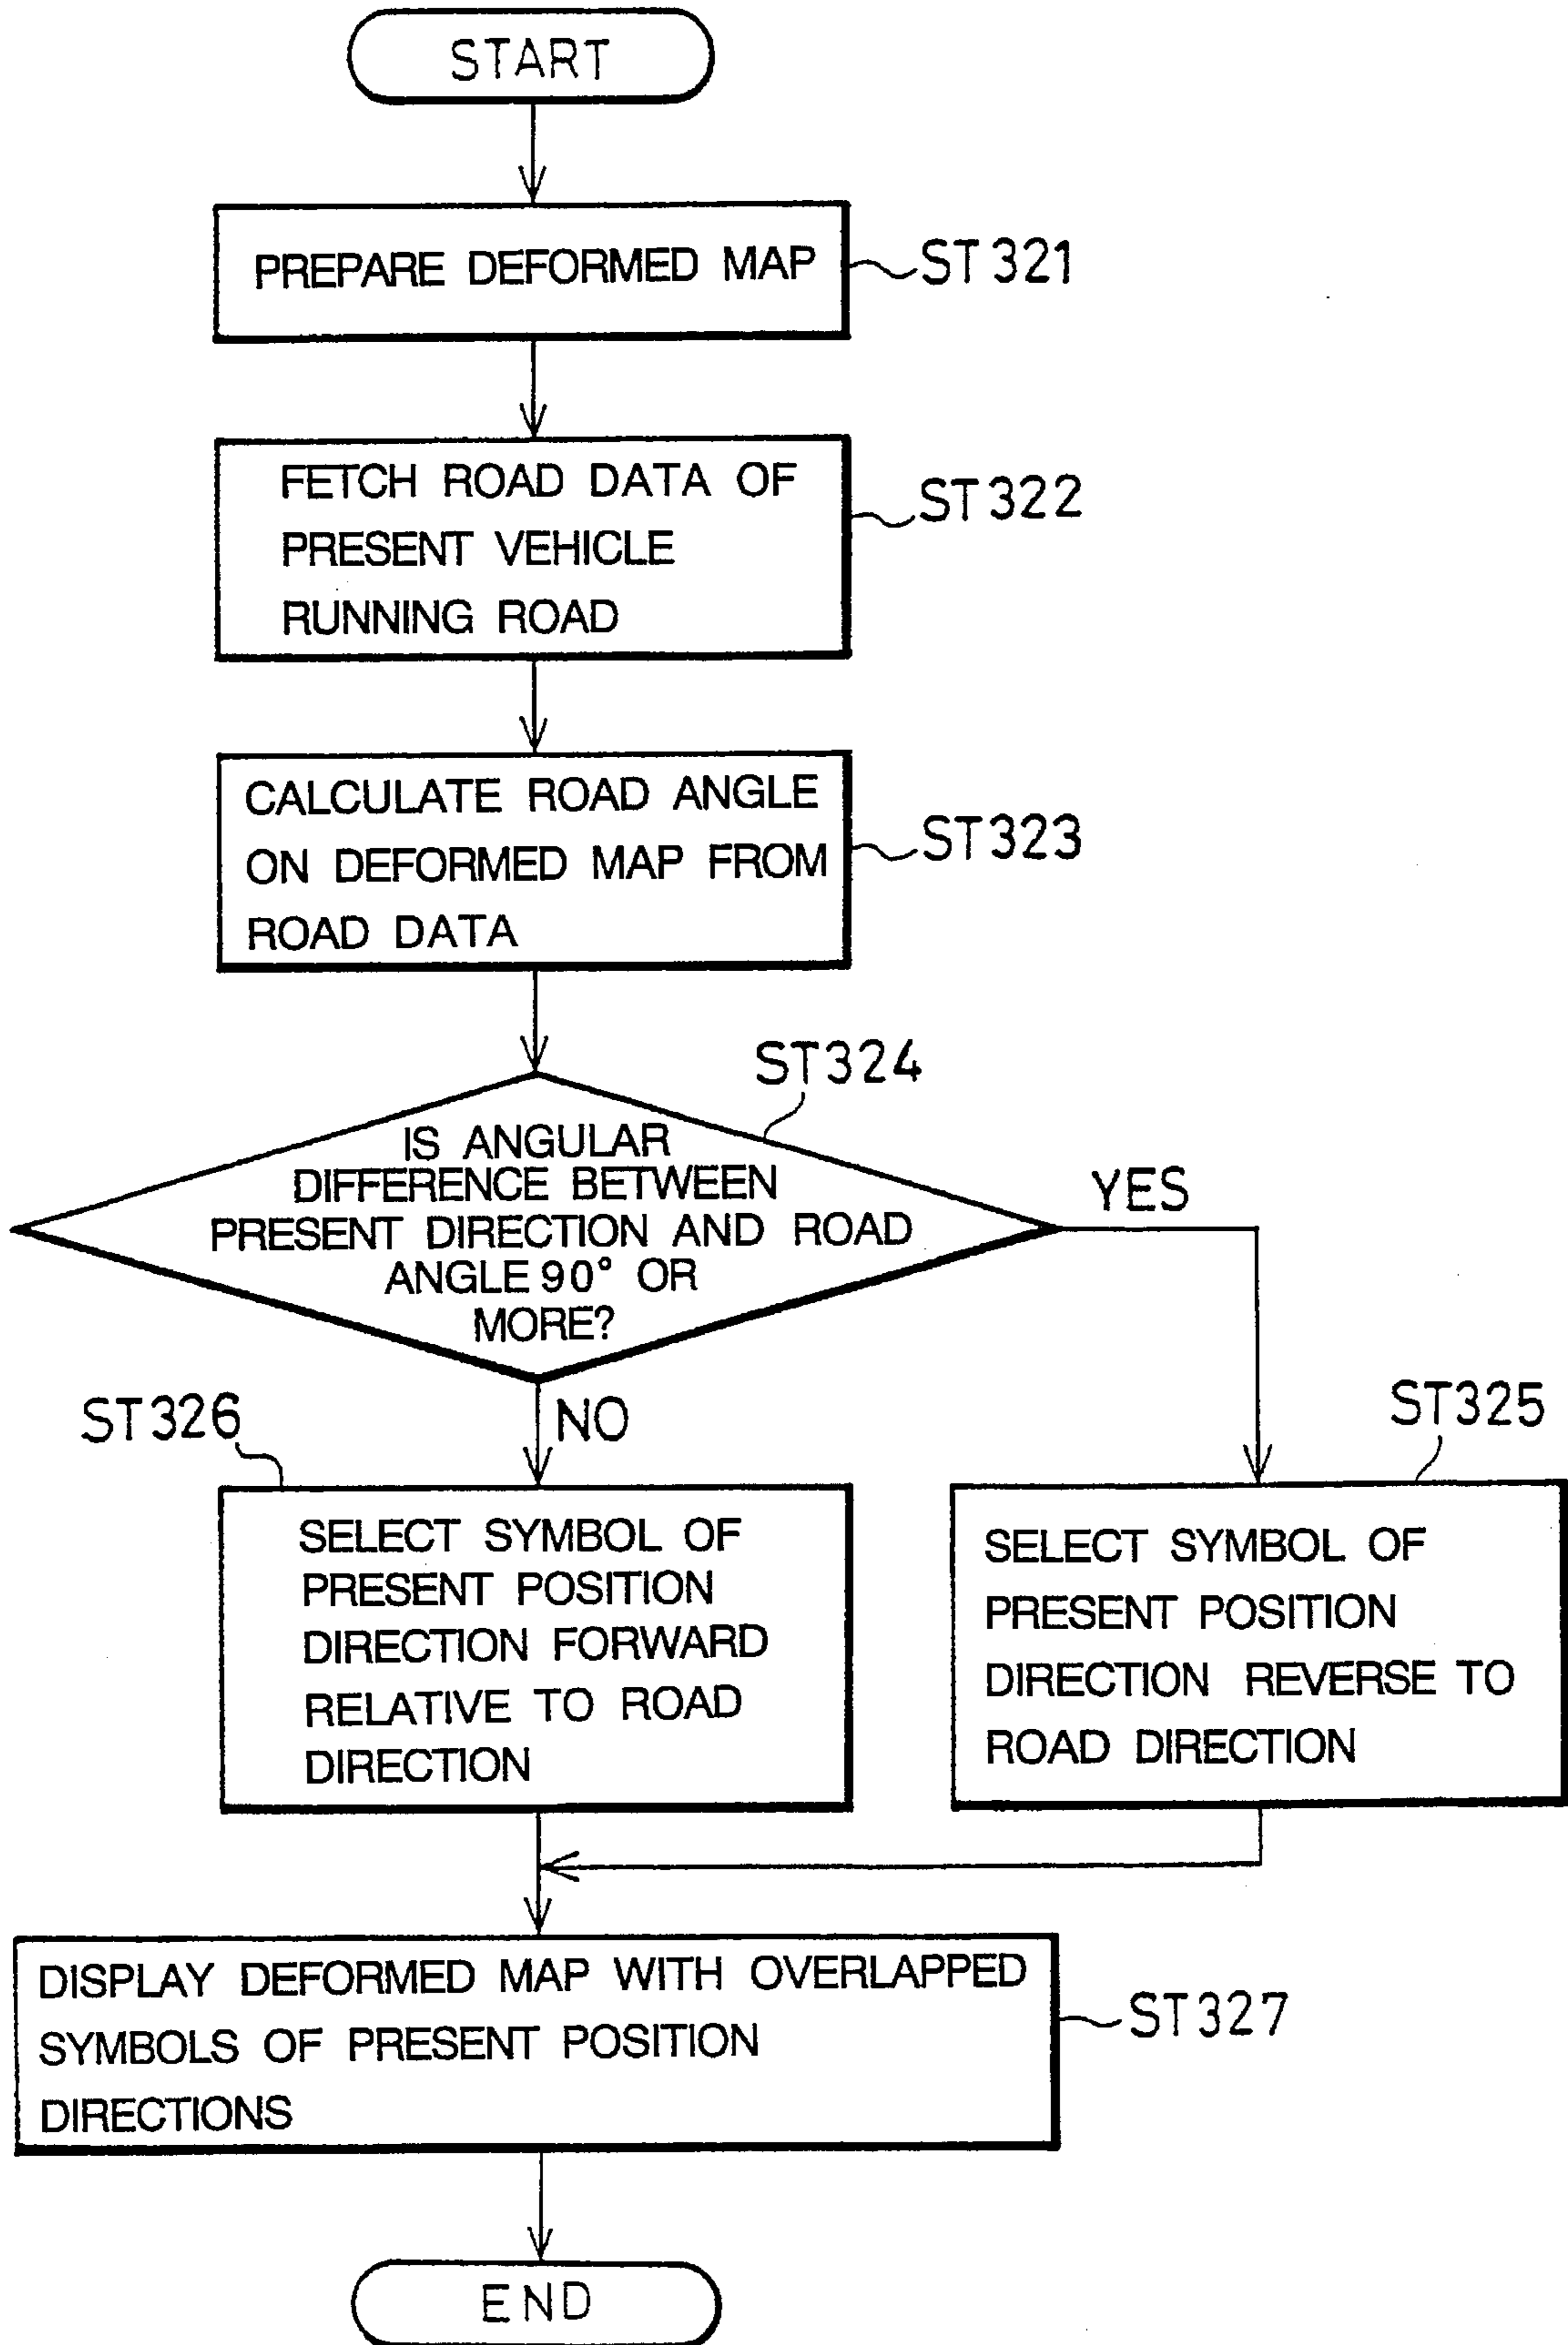 START
PREPARE DEFORMED MAP
ST321
FETCH ROAD DATA OF
PRESENT VEHICLE
RUNNING ROAD
ST322
CALCULATE ROAD ANGLE
ON DEFORMED MAP FROM
ROAD DATA
ST323
ST324
IS ANGULAR
DIFFERENCE BETWEEN
PRESENT DIRECTION AND ROAD
ANGLE 90° OR
MORE?
YES
NO
ST326
SELECT SYMBOL OF
PRESENT POSITION
DIRECTION FORWARD
RELATIVE TO ROAD
DIRECTION
ST325
SELECT SYMBOL OF
PRESENT POSITION
DIRECTION REVERSE TO
ROAD DIRECTION
DISPLAY DEFORMED MAP WITH OVERLAPPED
SYMBOLS OF PRESENT POSITION
DIRECTIONS
ST327
END